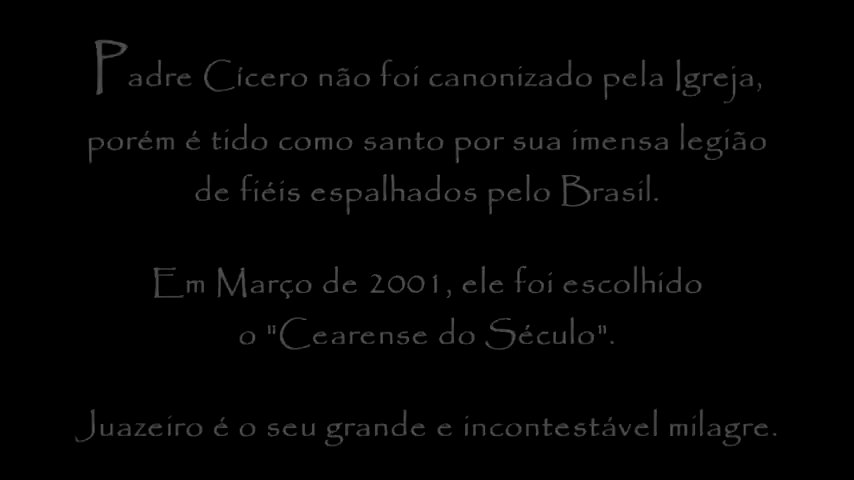 Padre Cícero não foi canonizado pela Igreja,
porém é tido como santo por sua imensa legião
de fiéis espalhados pelo Brasil.
Em Março de 2001, ele foi escolhido
o "Cearense do Século".
Juazeiro é o seu grande e incontestável milagre.